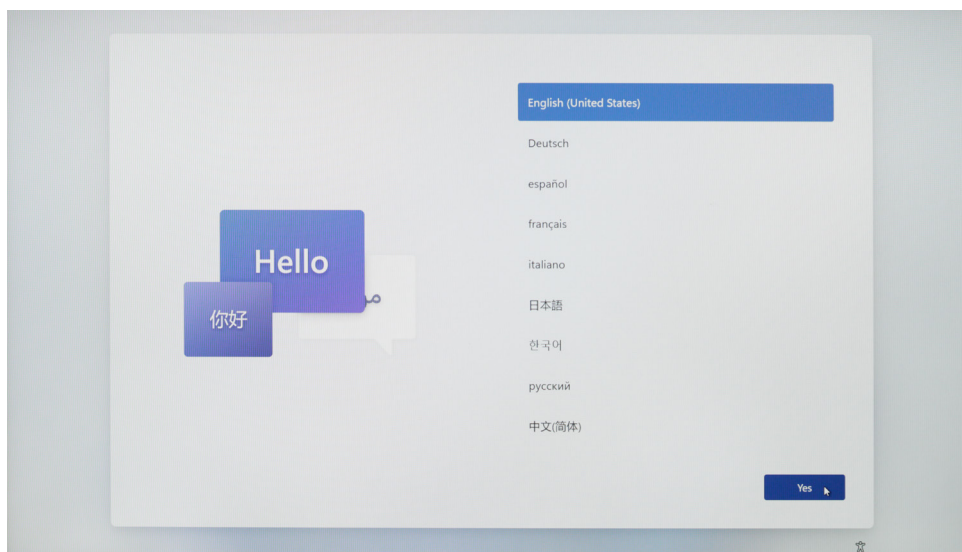 English (United States)
Deutsch
español
français
italiano
日本語
한국어
русский
中文(简体)
Hello
你好
Yes